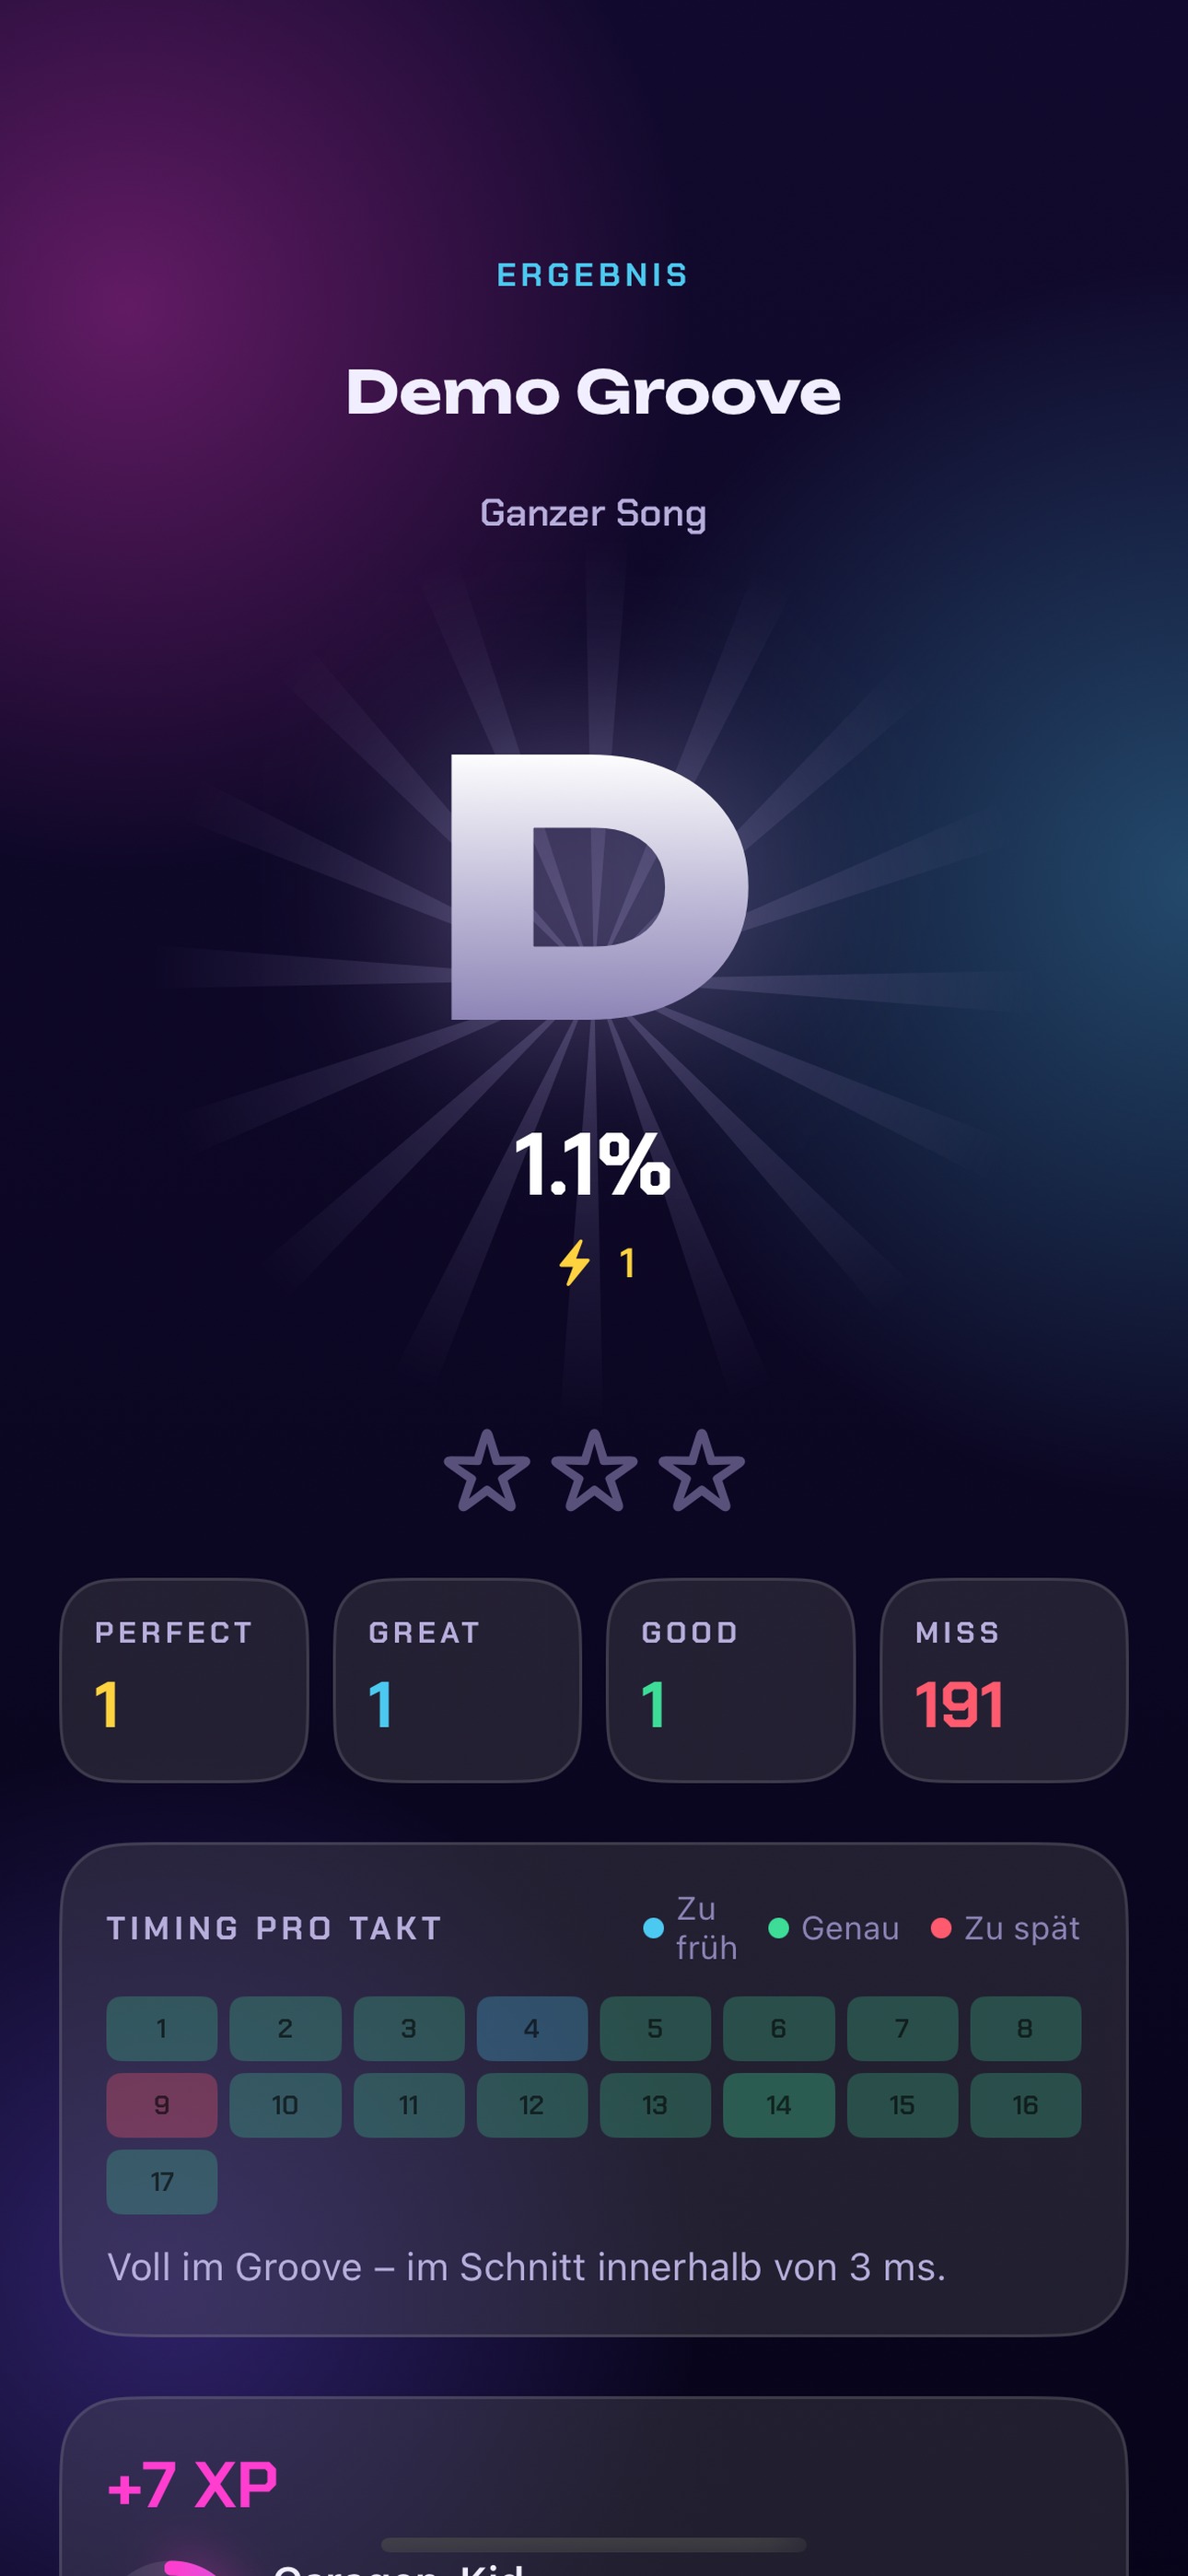 ERGEBNIS
Demo Groove
Ganzer Song
D
1.1%
1
PERFECT GREAT GOOD MISS
1 1 1 191
TIMING PRO TAKT Zu früh Genau Zu spät
1 2 3 4 5 6 7 8
9 10 11 12 13 14 15 16
17
Voll im Groove – im Schnitt innerhalb von 3 ms.
+7 XP